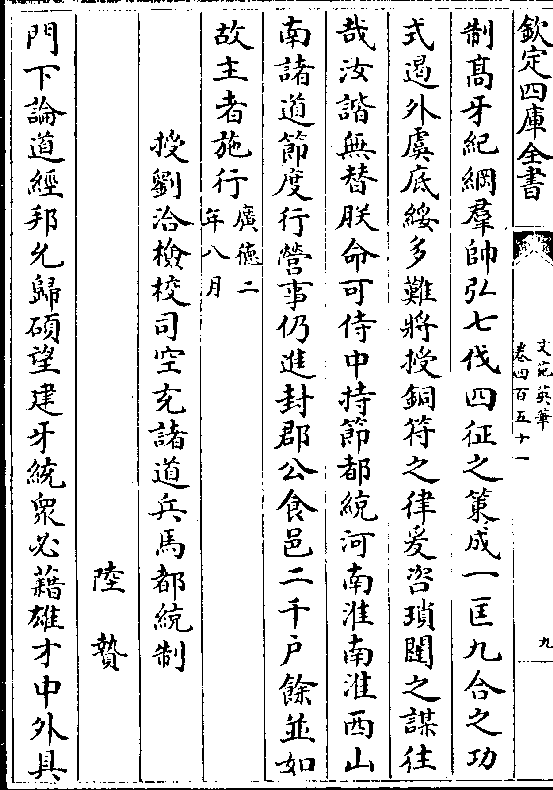 欽定四庫全書
文苑英華
卷四百五十一
九
制高牙紀綱羣帥弘七伐四征之策成一匡九合之功
式遏外虞底綏多難將授銅符之律爰咨瑣闥之謀往
哉汝諧無替朕命可侍中持節都統河南淮南淮西山
南諸道節度行營事仍進封郡公食邑二千户餘並如
故主者施行廣德二年八月
授劉洽檢校司空充諸道兵馬都統制
陸贄
門下論道經邦允歸碩望建牙統衆必藉雄才中外具